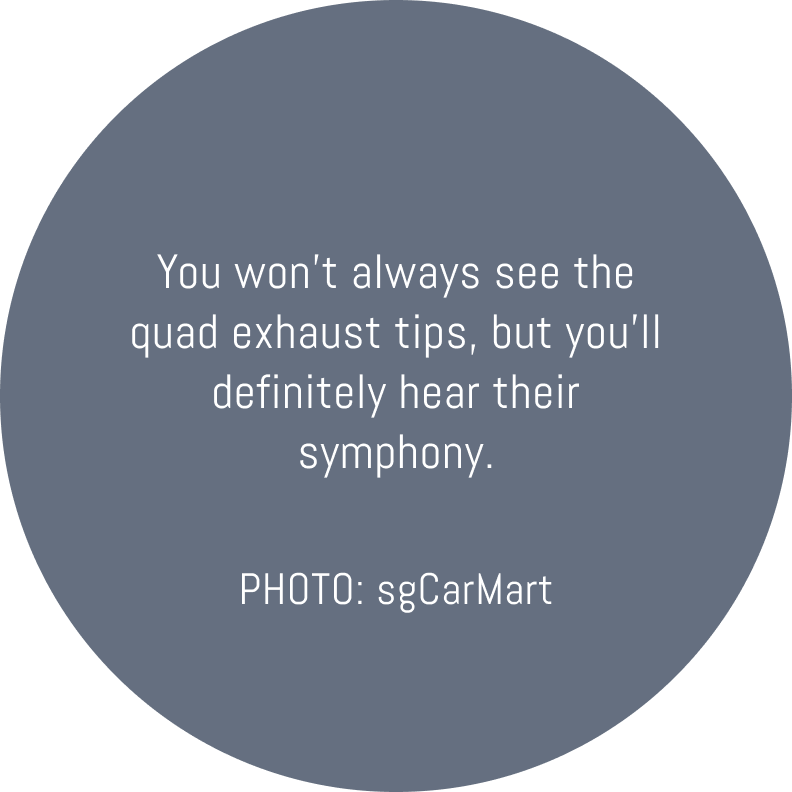 You won’t always see the
quad exhaust tips, but you’ll
definitely hear their
symphony.
PHOTO: sgCarMart